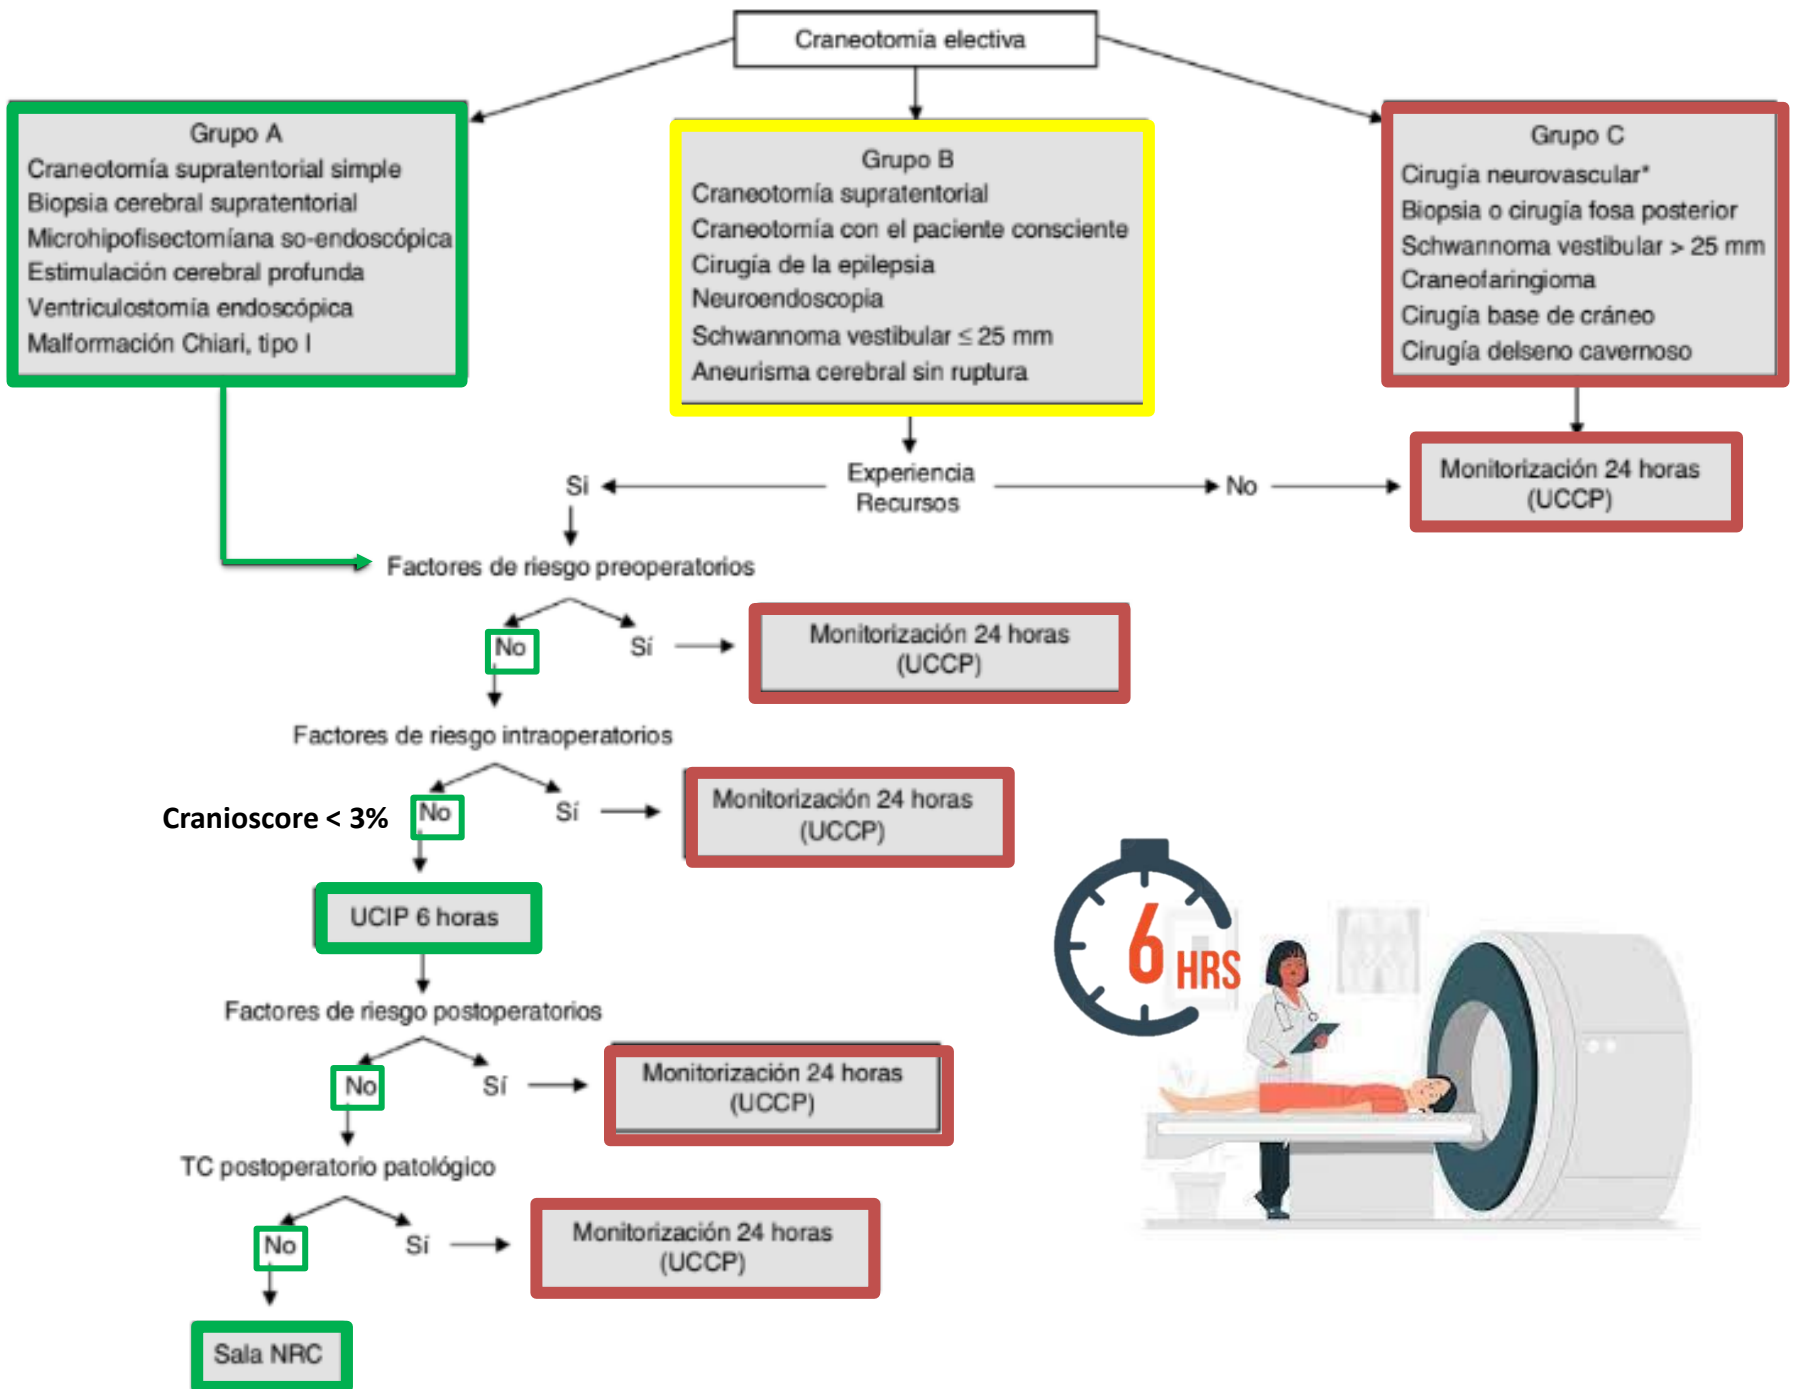 Craneotomía electiva
Grupo A
Craneotomía supratentorial simple
Biopsia cerebral supratentorial
Microhipofisectomíana so-endoscópica
Estimulación cerebral profunda
Ventriculostomía endoscópica
Malformación Chiari, tipo I
Grupo B
Craneotomía supratentorial
Craneotomía con el paciente consciente
Cirugía de la epilepsia
Neuroendoscopia
Schwannoma vestibular ≤ 25 mm
Aneurisma cerebral sin ruptura
Grupo C
Cirugía neurovascular*
Biopsia o cirugía fosa posterior
Schwannoma vestibular > 25 mm
Craneofaringioma
Cirugía base de cráneo
Cirugía delseno cavernoso
Si
Experiencia
Recursos
No
Monitorización 24 horas
(UCCP)
Factores de riesgo preoperatorios
No
Sí
Monitorización 24 horas
(UCCP)
Factores de riesgo intraoperatorios
Cranioscore < 3%
No
Sí
Monitorización 24 horas
(UCCP)
UCIP 6 horas
6 HRS
Factores de riesgo postoperatorios
No
Sí
Monitorización 24 horas
(UCCP)
TC postoperatorio patológico
No
Sí
Monitorización 24 horas
(UCCP)
Sala NRC